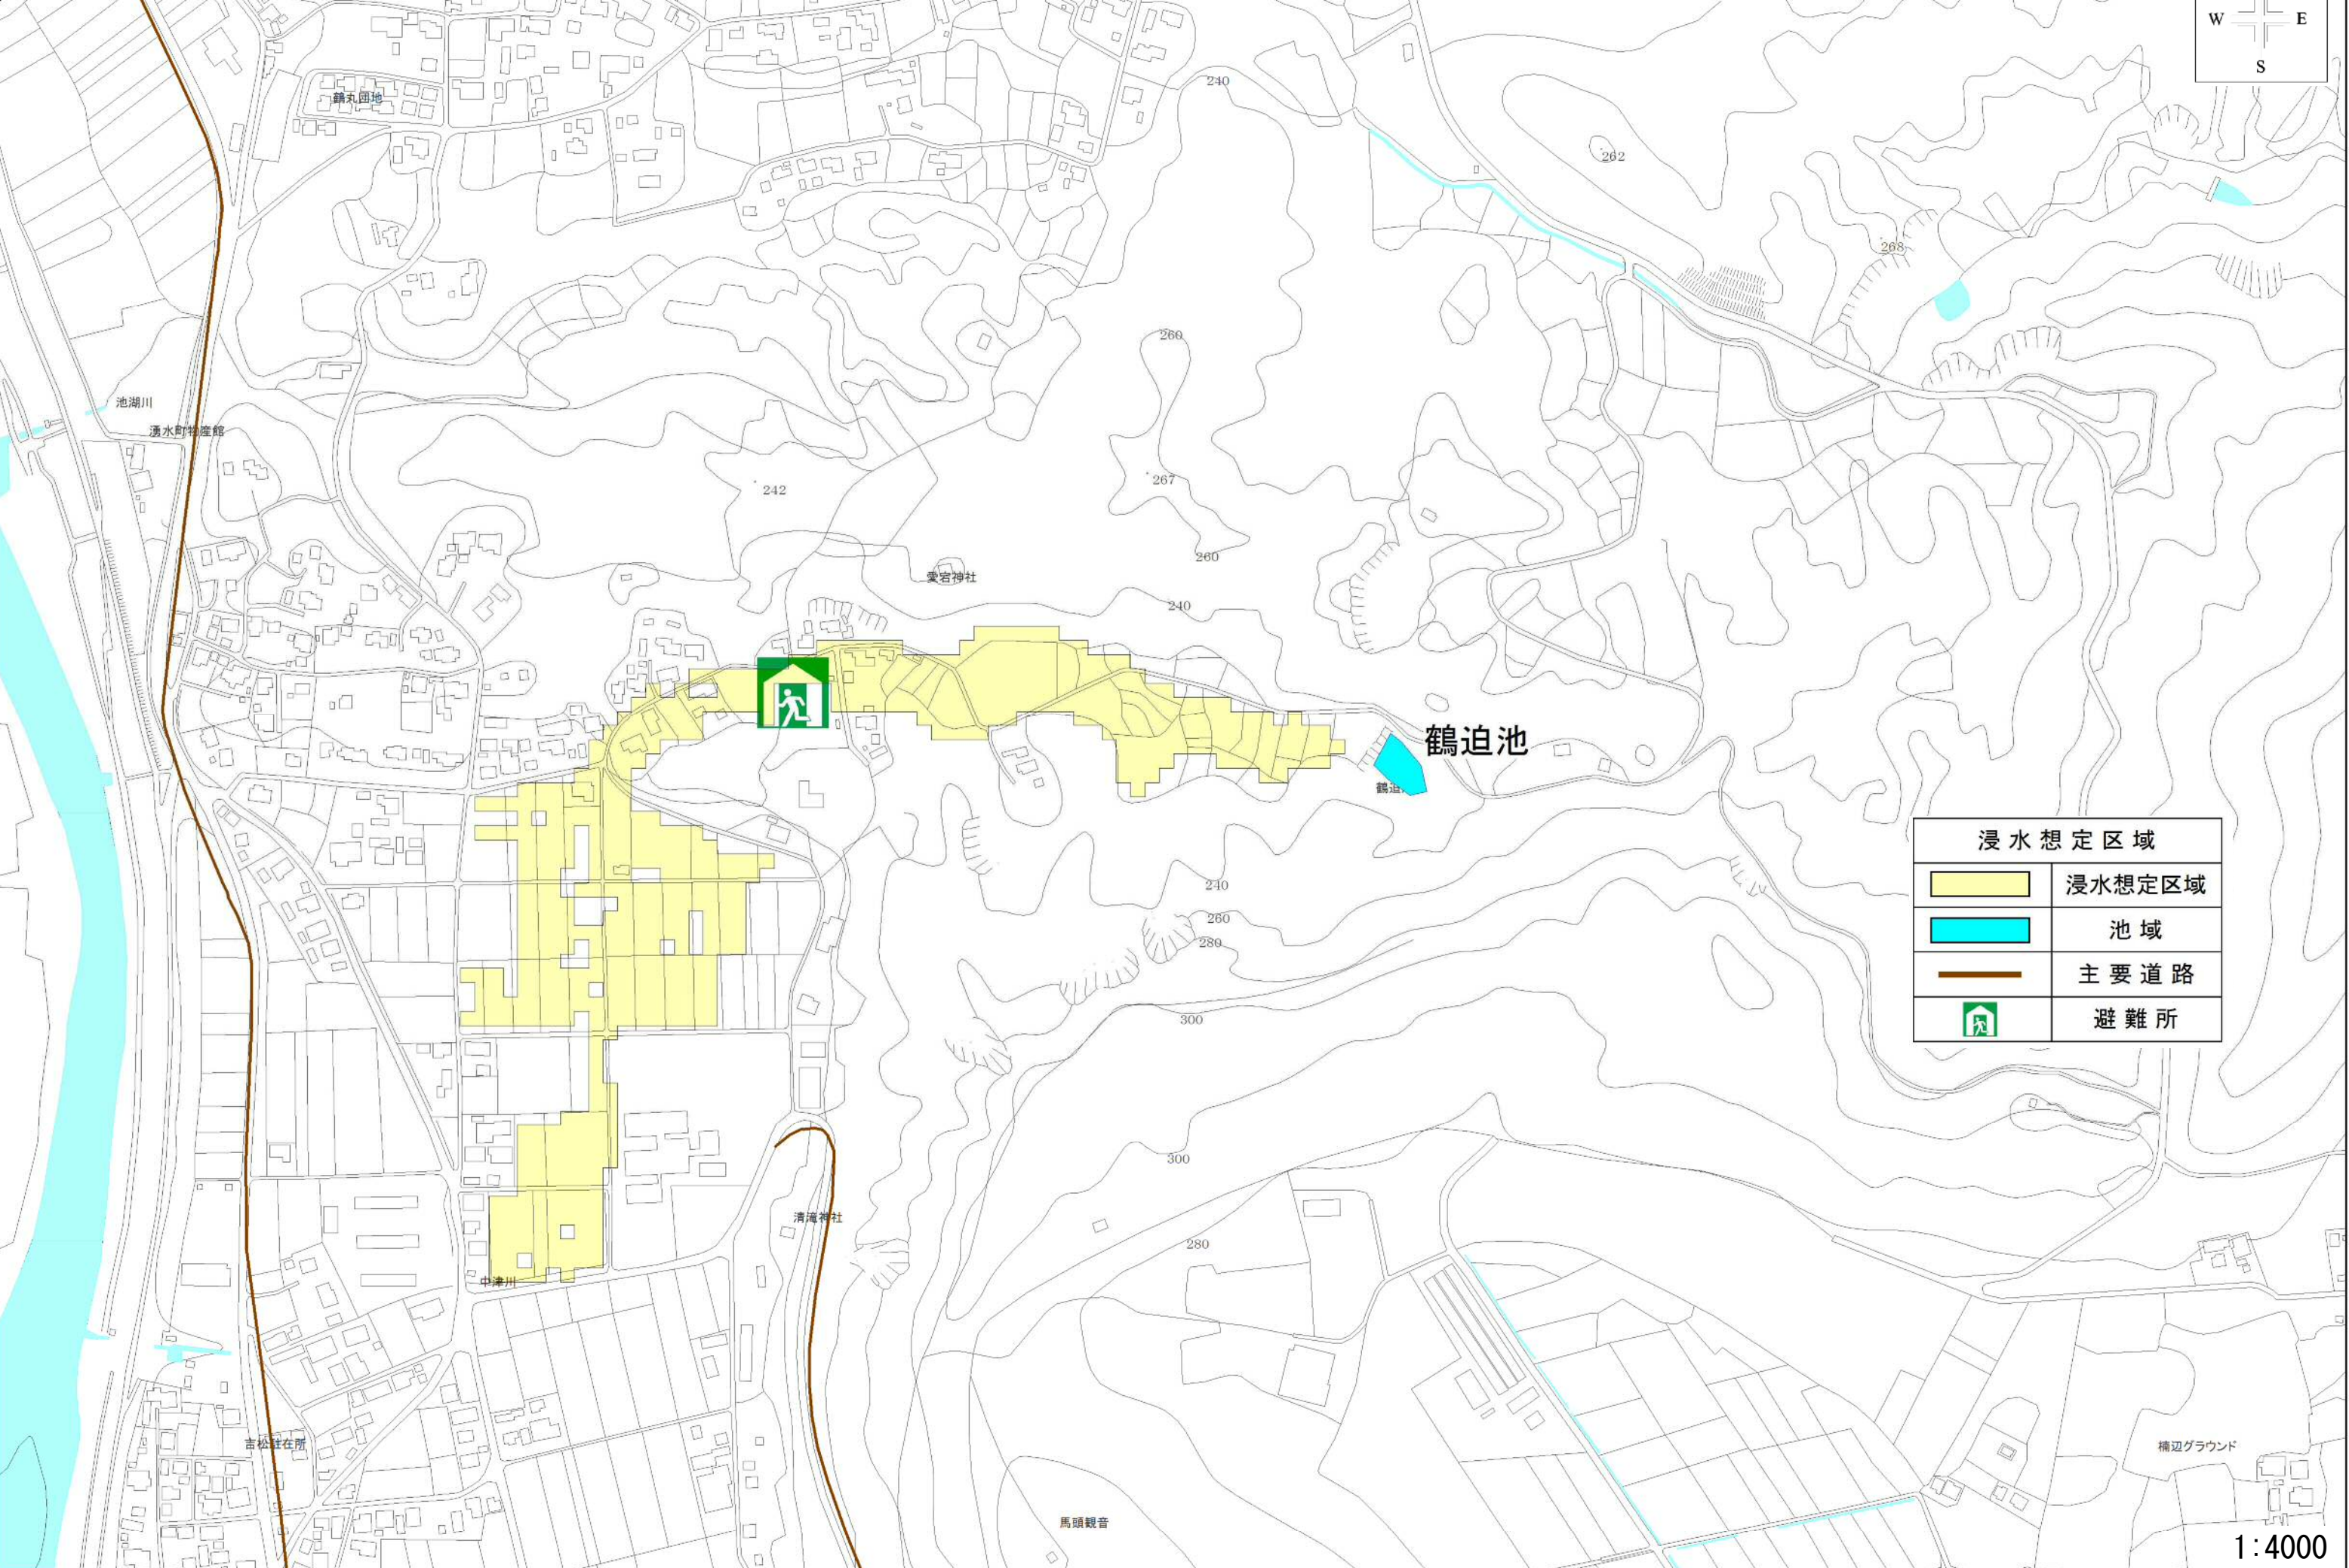 W E
S
240
鶴丸団地
262
268
260
池湖川
湧水町物産館
267
242
260
愛宕神社
240
鶴迫池
鶴迫
浸水想定区域
浸水想定区域
池域
主要道路
避難所
240
260
280
300
300
清滝神社
280
中津川
吉松駐在所
楠辺グラウンド
馬頭観音
1:4000